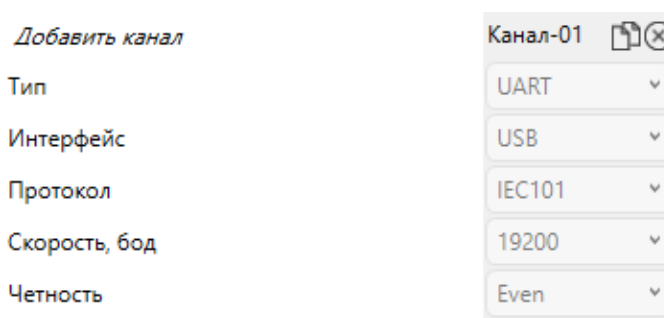 Добавить канал Канал-01
Тип UART
Интерфейс USB
Протокол IEC101
Скорость, бод 19200
Четность Even